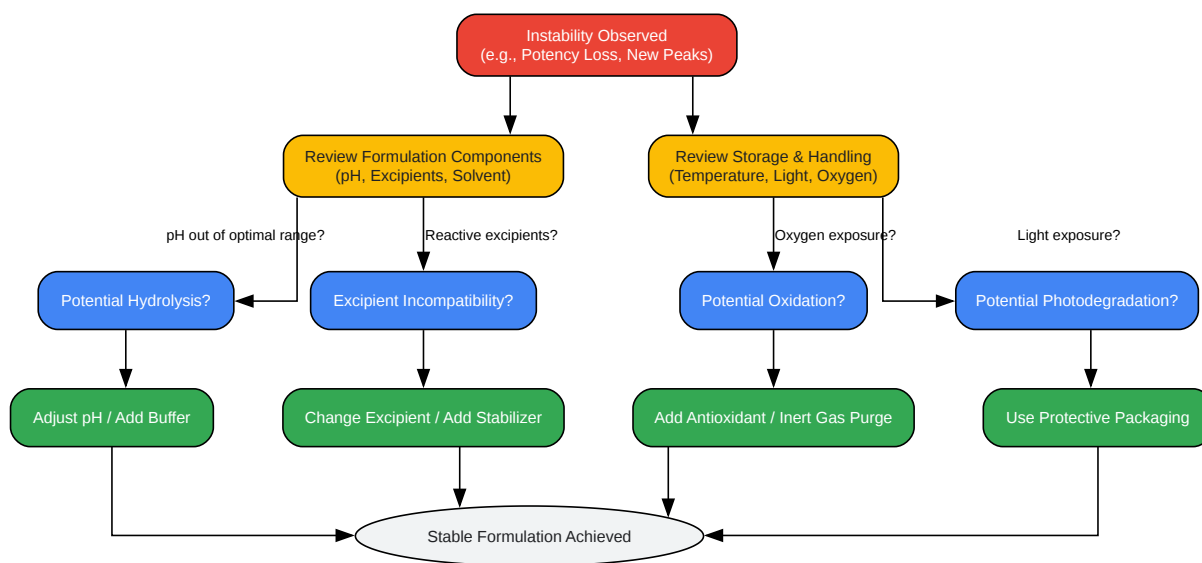 Instability Observed
(e.g., Potency Loss, New Peaks)
Review Formulation Components
(pH, Excipients, Solvent)
Review Storage & Handling
(Temperature, Light, Oxygen)
pH out of optimal range?
Reactive excipients?
Oxygen exposure?
Light exposure?
Potential Hydrolysis?
Excipient Incompatibility?
Potential Oxidation?
Potential Photodegradation?
Adjust pH / Add Buffer
Change Excipient / Add Stabilizer
Add Antioxidant / Inert Gas Purge
Use Protective Packaging
Stable Formulation Achieved